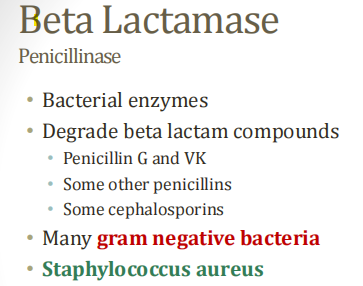 Beta Lactamase
Penicillinase
• Bacterial enzymes
• Degrade beta lactam compounds
• Penicillin G and VK
• Some other penicillins
• Some cephalosporins
• Many gram negative bacteria
• Staphylococcus aureus